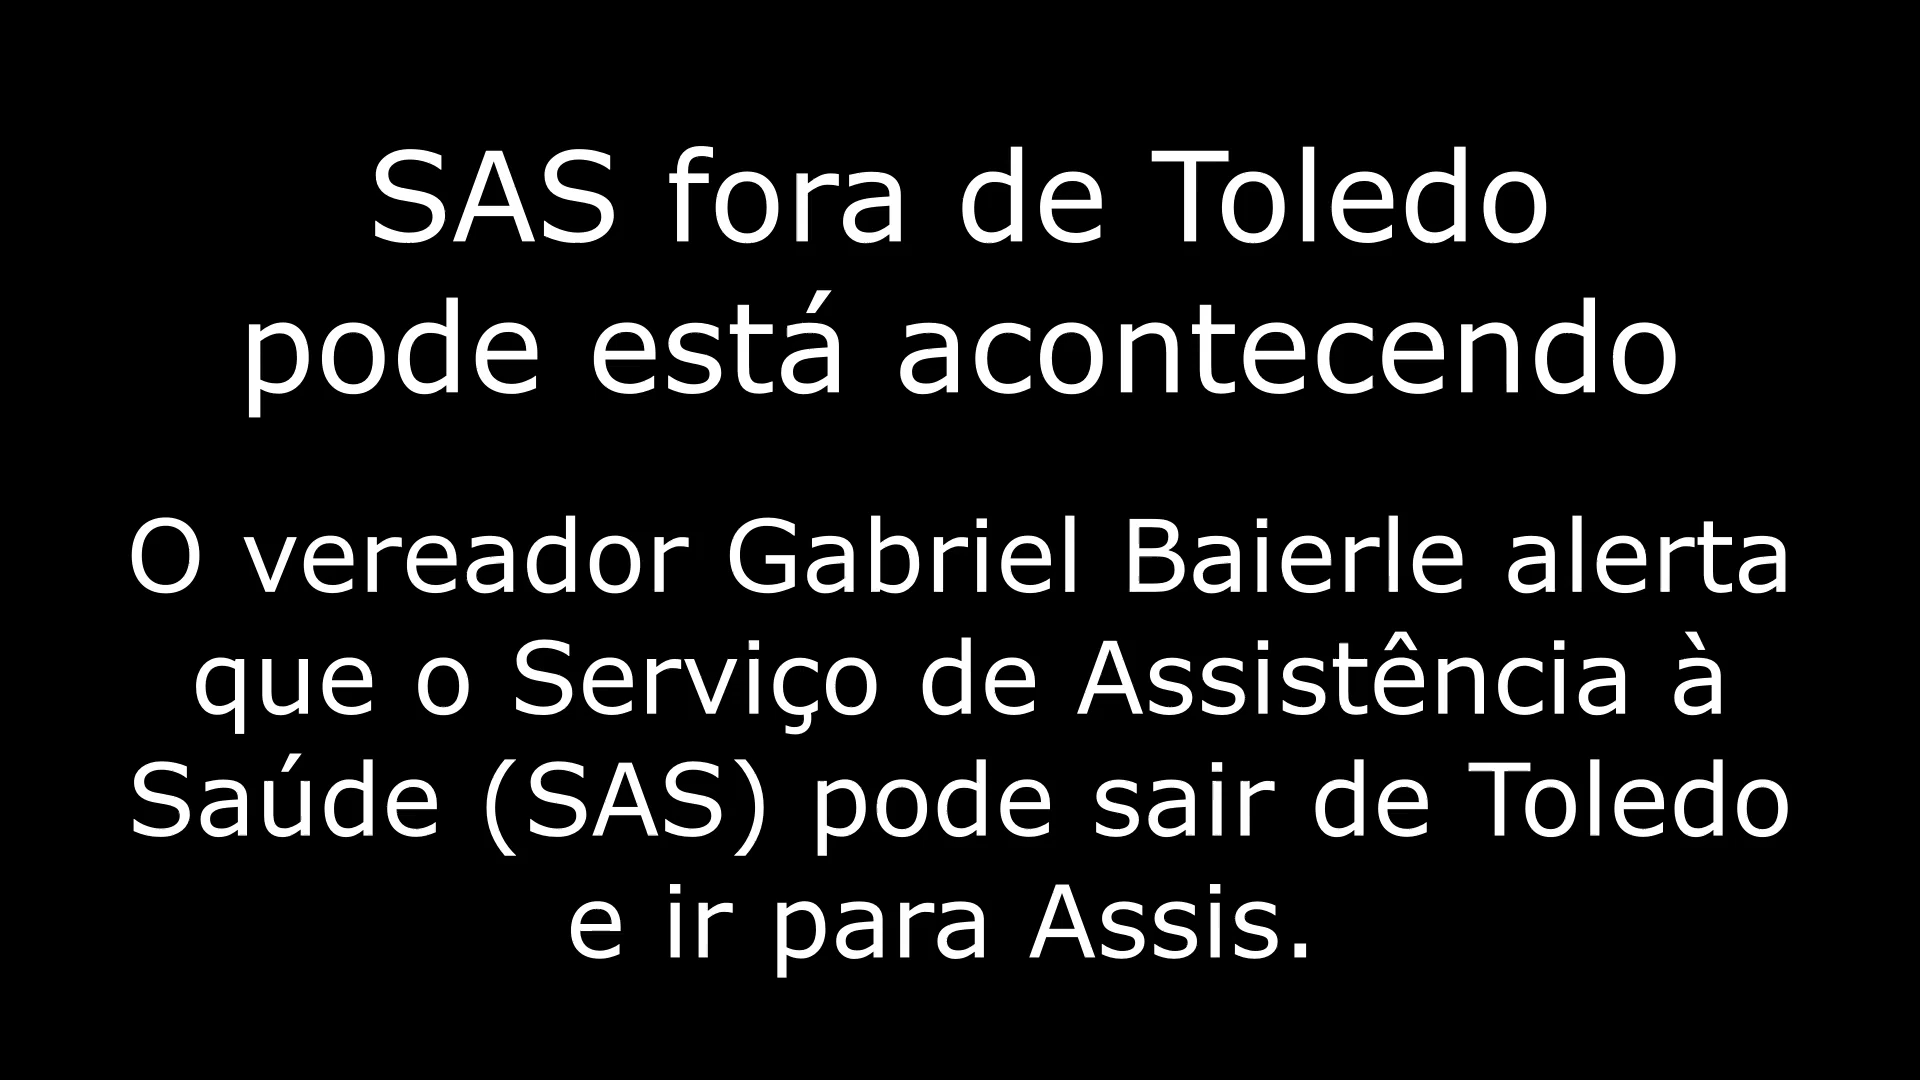 SAS fora de Toledo
pode está acontecendo
O vereador Gabriel Baierle alerta
que o Serviço de Assistência à
Saúde (SAS) pode sair de Toledo
e ir para Assis.